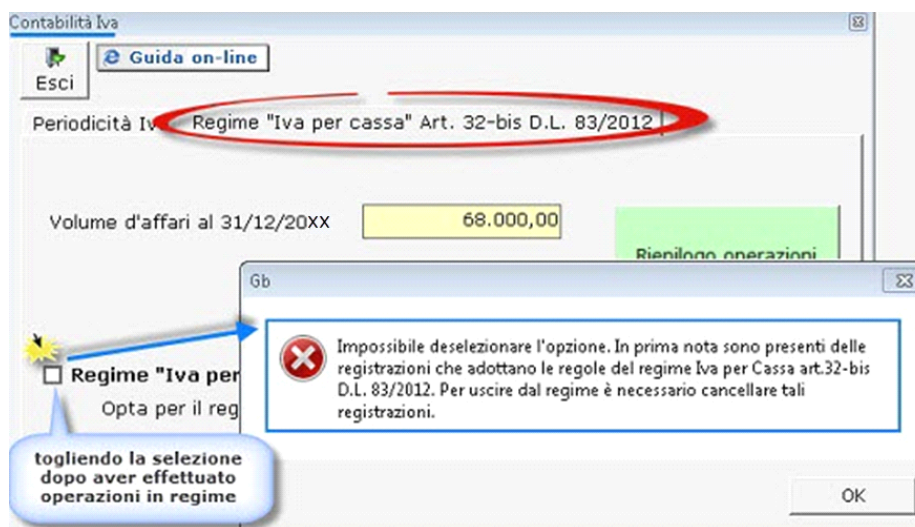 Contabilità Iva
Guida on-line
Esci
Periodicità Iv
Regime "Iva per cassa" Art. 32-bis D.L. 83/2012
Volume d'affari al 31/12/20XX
68.000,00
Riepilogo operazioni
Gb
Impossibile deselezionare l'opzione. In prima nota sono presenti delle
registrazioni che adottano le regole del regime Iva per Cassa art.32-bis
D.L. 83/2012. Per uscire dal regime è necessario cancellare tali
registrazioni.
Regime "Iva per
Opta per il reg
togliendo la selezione
dopo aver effettuato
operazioni in regime
OK